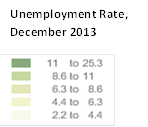 Unemployment Rate,
December 2013
11 to 25.3
8.6 to 11
6.3 to 8.6
4.4 to 6.3
2.2 to 4.4